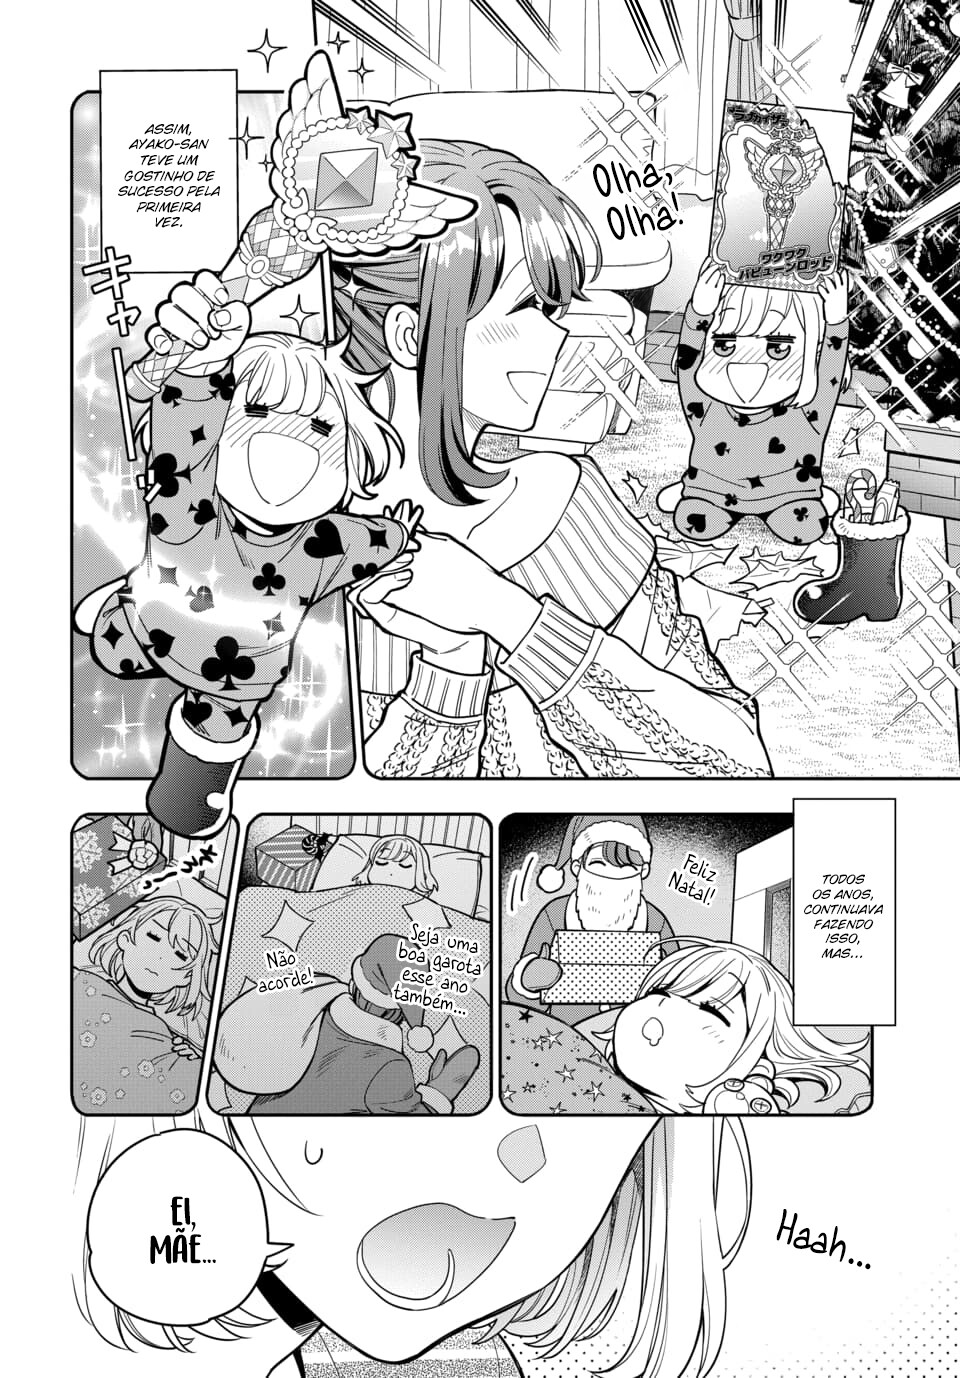 ASSIM,
AYAKO-SAN
TEVE UM
GOSTINHO DE
SUCESSO PELA
PRIMEIRA
VEZ.
Olha,
Olha!
ワクワク
パピューンロッド
キャ
TODOS
OS ANOS,
CONTINUAVA
FAZENDO
ISSO,
MAS...
Feliz
Natal!
Seja uma
boa garota
esse ano
também...
Não
acorde!
EI,
MÃE...
Haah...